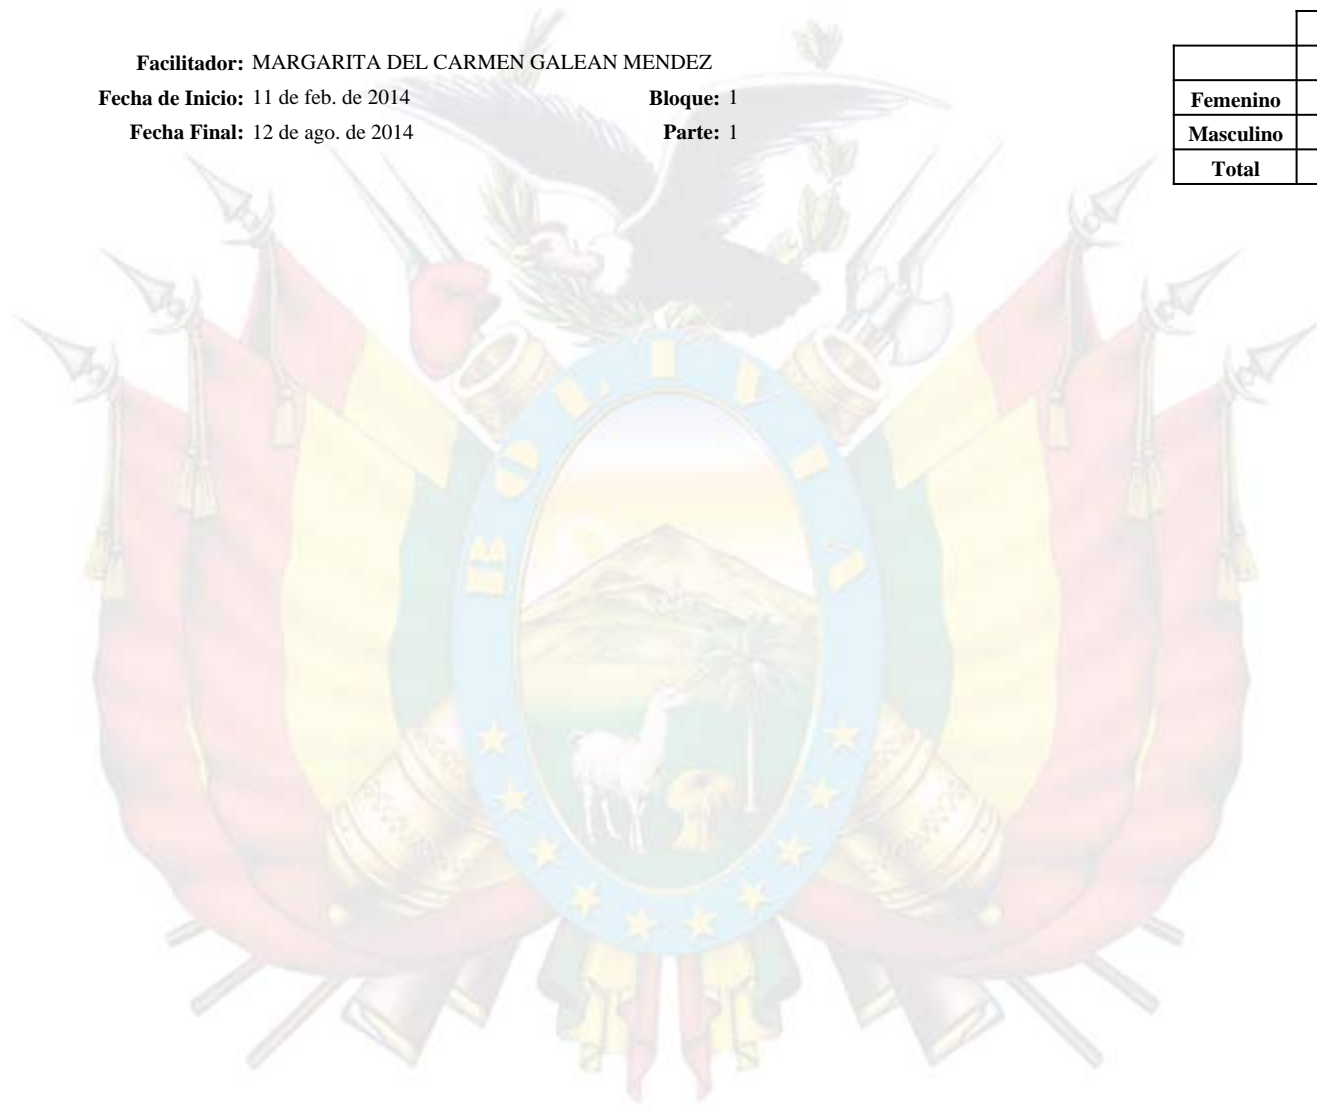 Facilitador: MARGARITA DEL CARMEN GALEAN MENDEZ
Fecha de Inicio: 11 de feb. de 2014 Bloque: 1
Fecha Final: 12 de ago. de 2014 Parte: 1
Femenino
Masculino
Total
BOLIVIA